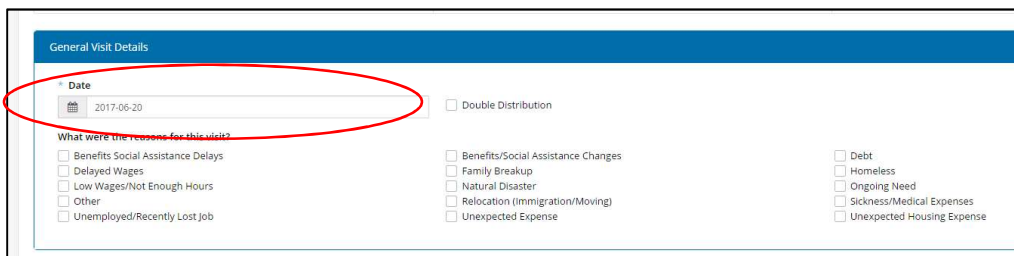 General Visit Details
* Date
2017-06-20
Double Distribution
What were the reasons for this visit?
Benefits Social Assistance Delays
Benefits/Social Assistance Changes
Debt
Delayed Wages
Family Breakup
Homeless
Low Wages/Not Enough Hours
Natural Disaster
Ongoing Need
Other
Relocation (Immigration/Moving)
Sickness/Medical Expenses
Unemployed/Recently Lost Job
Unexpected Expense
Unexpected Housing Expense